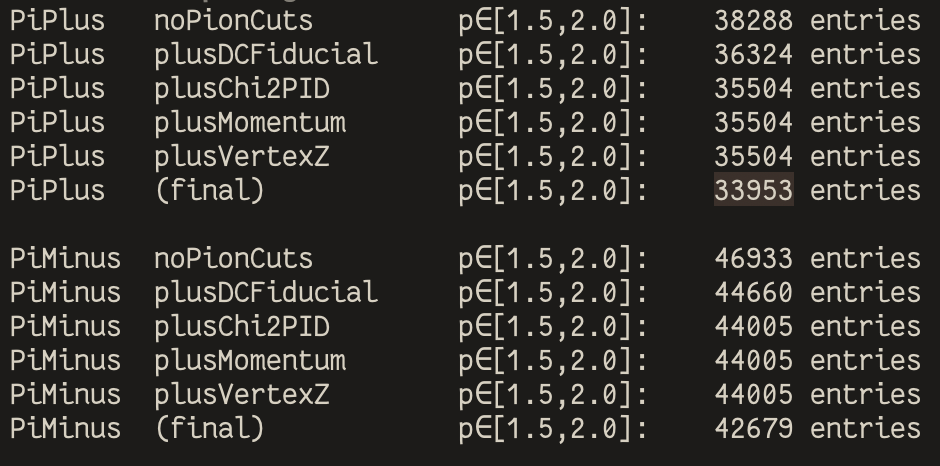 PiPlus noPionCuts p∈[1.5,2.0]: 38288 entries
PiPlus plusDCFiducial p∈[1.5,2.0]: 36324 entries
PiPlus plusChi2PID p∈[1.5,2.0]: 35504 entries
PiPlus plusMomentum p∈[1.5,2.0]: 35504 entries
PiPlus plusVertexZ p∈[1.5,2.0]: 35504 entries
PiPlus (final) p∈[1.5,2.0]: 33953 entries
PiMinus noPionCuts p∈[1.5,2.0]: 46933 entries
PiMinus plusDCFiducial p∈[1.5,2.0]: 44660 entries
PiMinus plusChi2PID p∈[1.5,2.0]: 44005 entries
PiMinus plusMomentum p∈[1.5,2.0]: 44005 entries
PiMinus plusVertexZ p∈[1.5,2.0]: 44005 entries
PiMinus (final) p∈[1.5,2.0]: 42679 entries